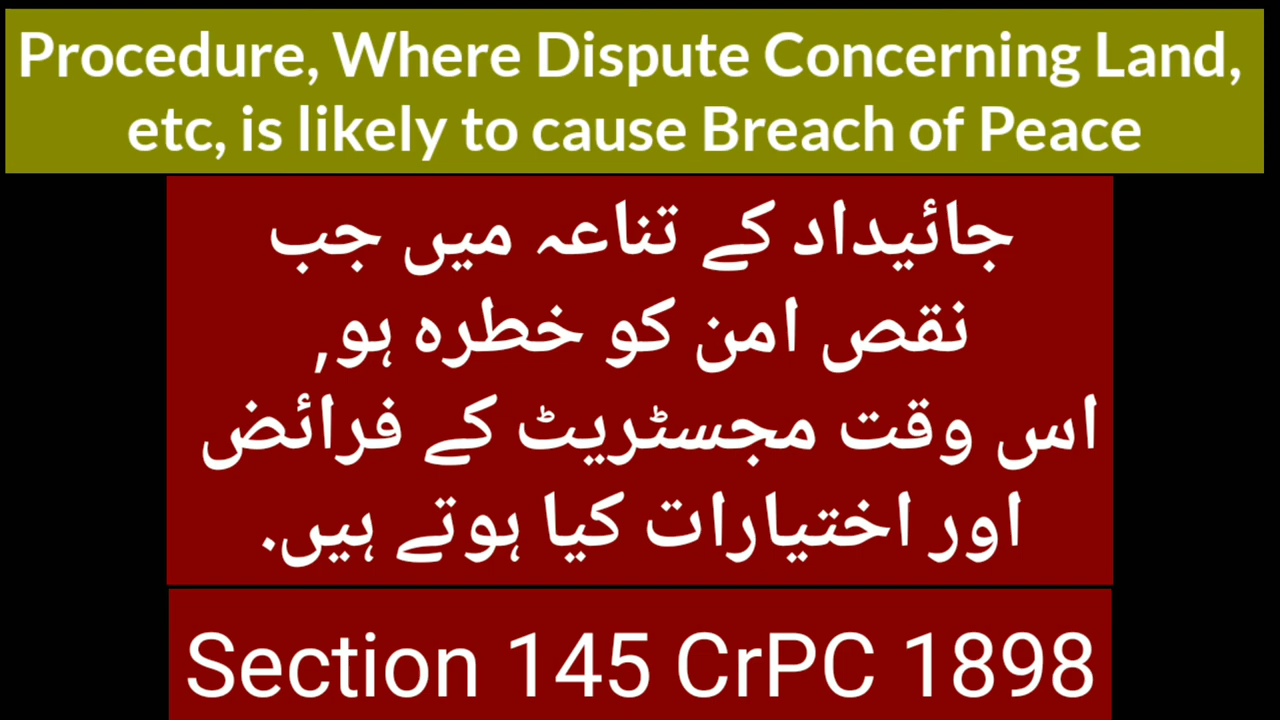 Procedure, Where Dispute Concerning Land,
etc, is likely to cause Breach of Peace
جائیداد کے تناعہ میں جب
نقص امن کو خطرہ ہو,
اس وقت مجسٹریٹ کے فرائض
اور اختیارات کیا ہوتے ہیں.
Section 145 CrPC 1898